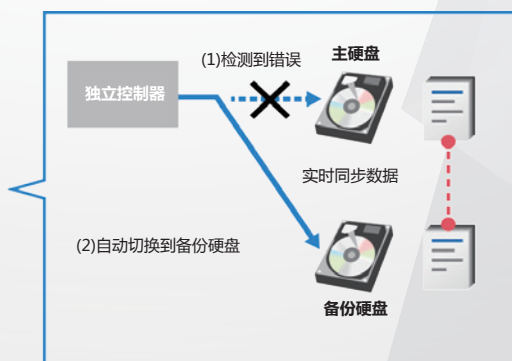 (1)检测到错误
主硬盘
独立控制器
实时同步数据
(2)自动切换到备份硬盘
备份硬盘